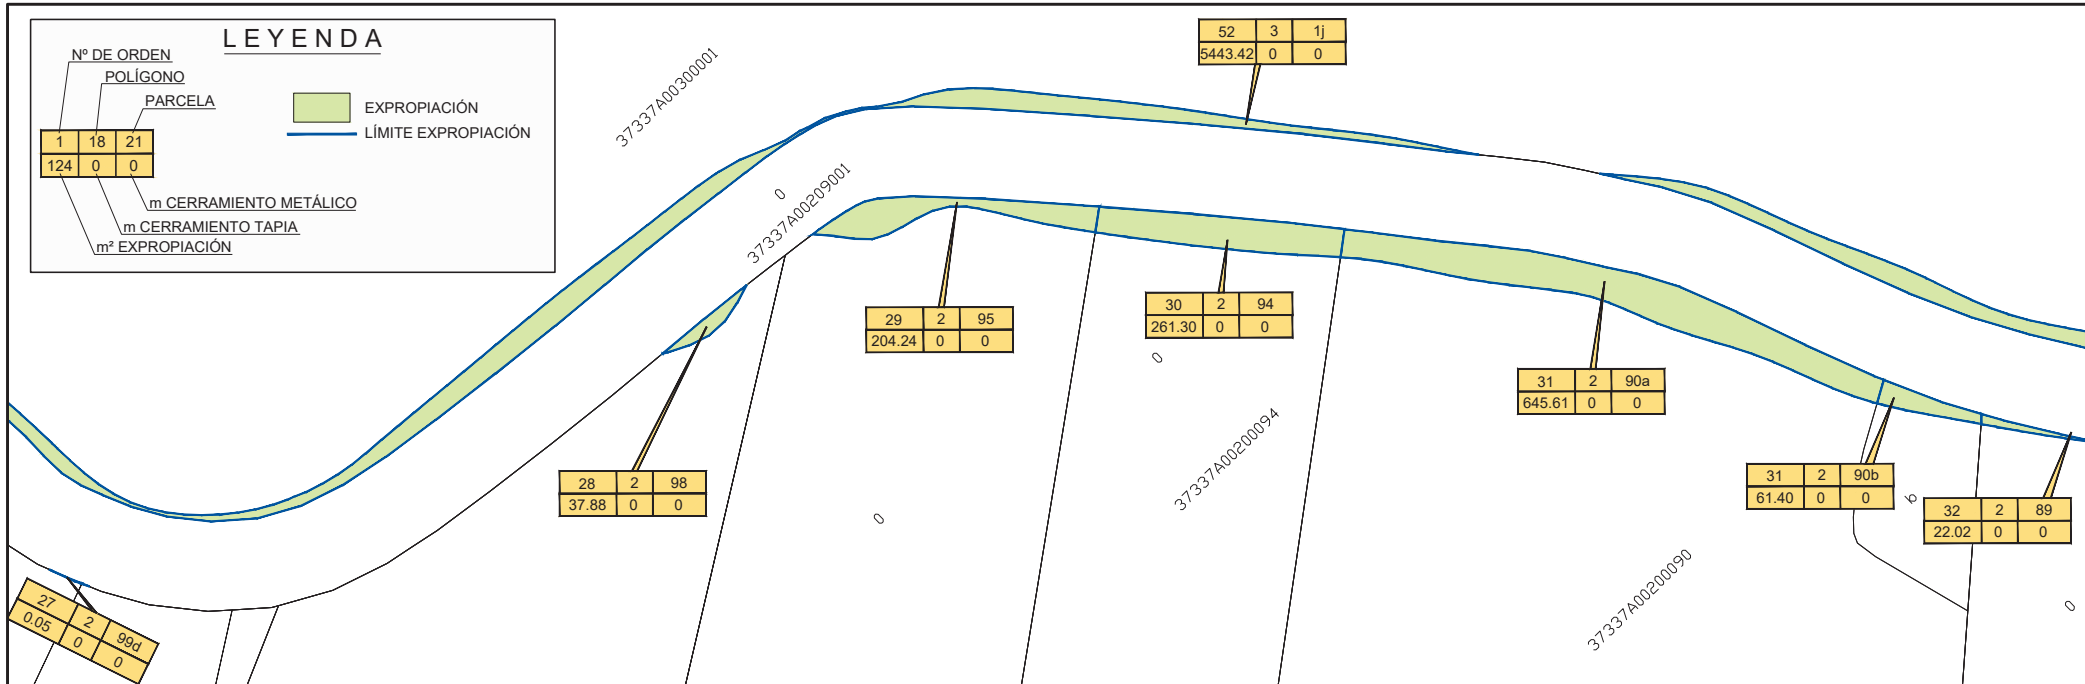 LEYENDA
Nº DE ORDEN
POLÍGONO
PARCELA
1 18 21
124 0 0
m CERRAMIENTO METÁLICO
m CERRAMIENTO TAPIA
m² EXPROPIACIÓN
EXPROPIACIÓN
LÍMITE EXPROPIACIÓN
37337A00300001
52 3 1j
5443.42 0 0
0
37337A00209001
29 2 95
204.24 0 0
30 2 94
261.30 0 0
0
37337A00200094
31 2 90a
645.61 0 0
28 2 98
37.88 0 0
0
31 2 90b
61.40 0 0
b
32 2 89
22.02 0 0
37337A00200090
0
27 2 99d
0.05 0 0